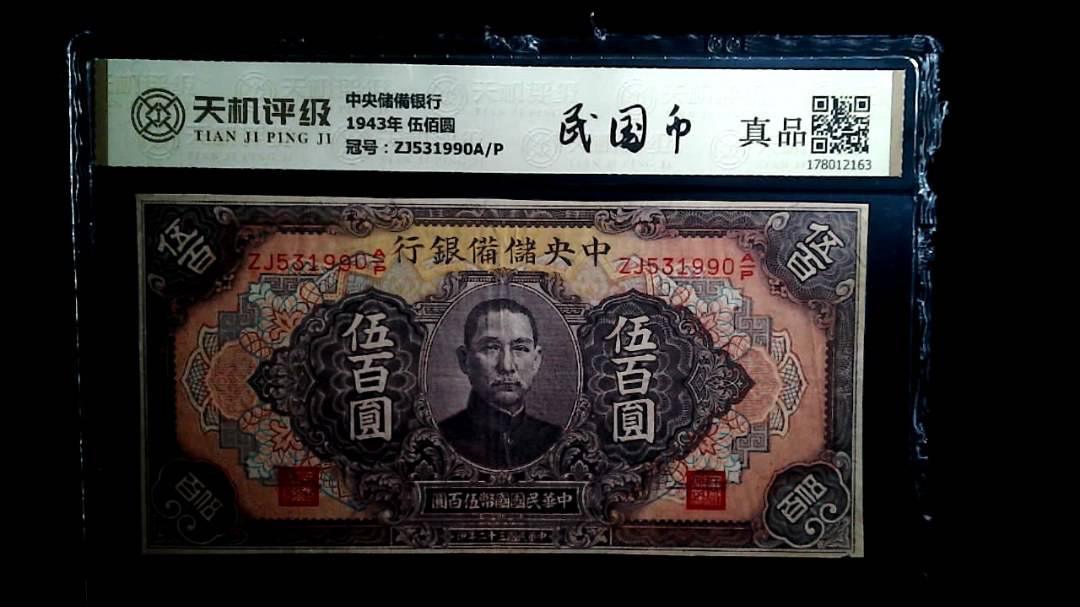 天机评级
TIAN JI PING JI
中央储備银行
1943年 伍佰圆
冠号：ZJ531990A/P
民国币
真品
178012163
伍百
伍百
行銀備儲央中
ZJ531990 A/P
ZJ531990 A/P
伍百圓
伍百圓
圓百伍幣國國民華中